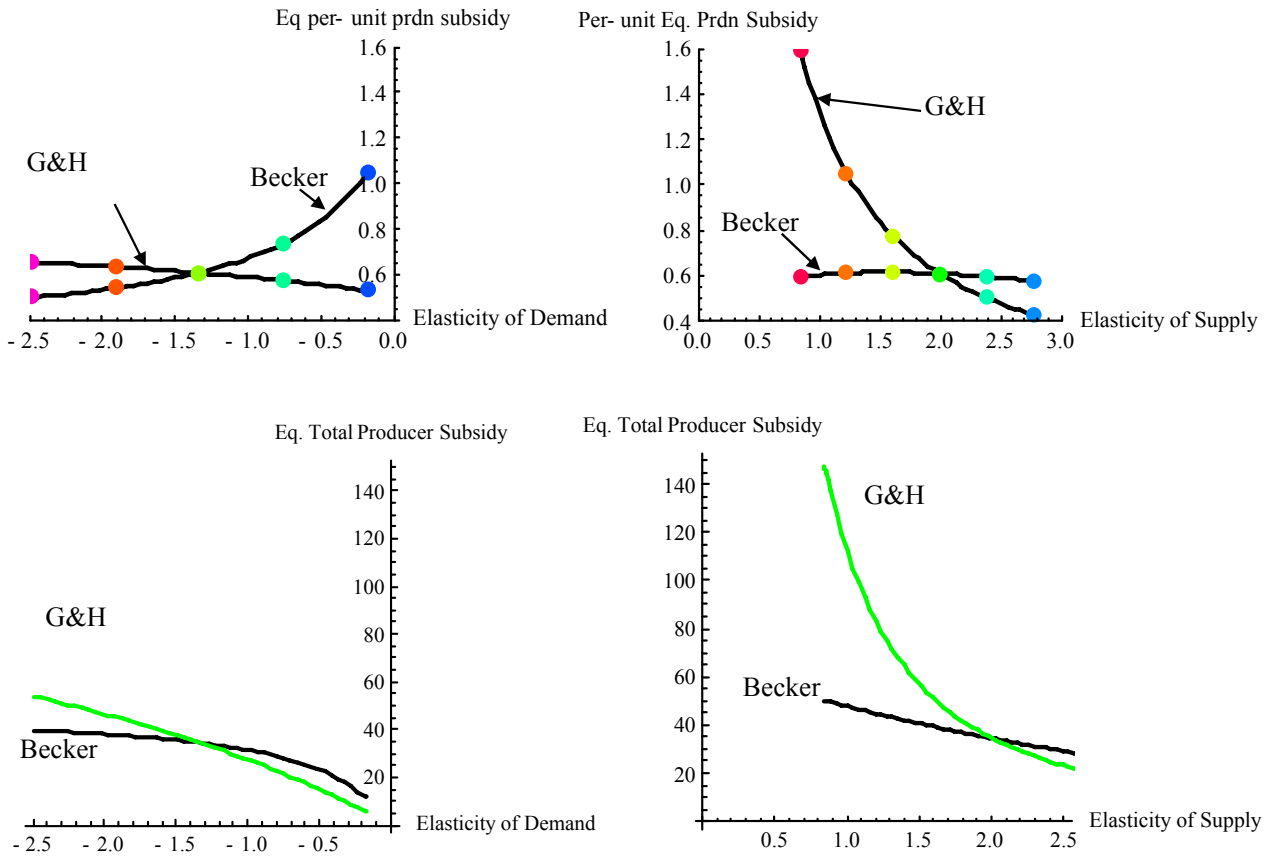 Eq per- unit prdn subsidy
1.6
1.4
1.2
1.0
0.8
0.6
G&H
Becker
Elasticity of Demand
- 2.5 - 2.0 - 1.5 - 1.0 - 0.5 0.0
Per- unit Eq. Prdn Subsidy
1.6
1.4
1.2
1.0
0.8
0.6
0.4
G&H
Becker
Elasticity of Supply
0.0 0.5 1.0 1.5 2.0 2.5 3.0
Eq. Total Producer Subsidy
140
120
100
80
60
40
20
G&H
Becker
Elasticity of Demand
- 2.5 - 2.0 - 1.5 - 1.0 - 0.5
Eq. Total Producer Subsidy
140
120
100
80
60
40
20
G&H
Becker
Elasticity of Supply
0.5 1.0 1.5 2.0 2.5